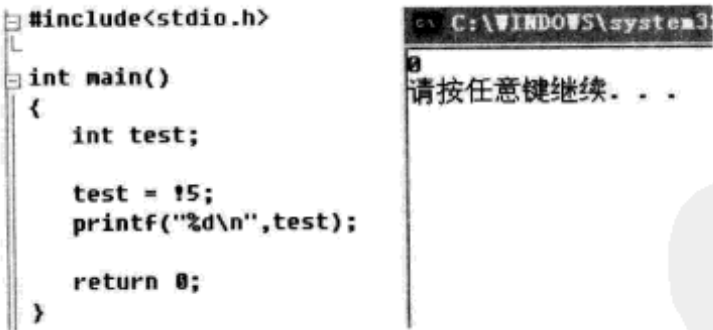 #include<stdio.h>
int main()
{
int test;
test = !5;
printf("%d\n",test);
return 0;
}
C:\WINDOWS\system32
0
请按任意键继续. . .